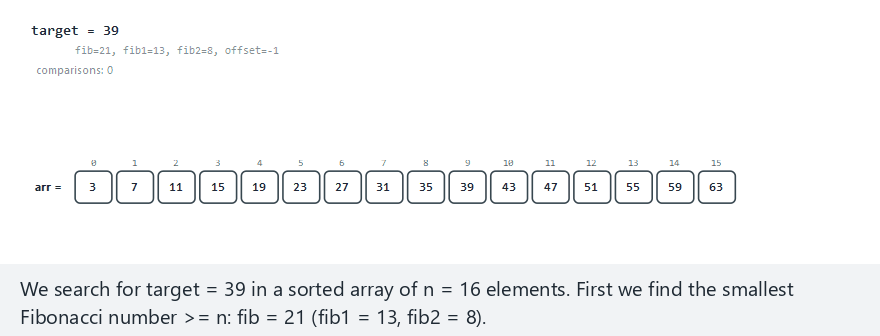 target = 39
fib=21, fib1=13, fib2=8, offset=-1
comparisons: 0
0 1 2 3 4 5 6 7 8 9 10 11 12 13 14 15
arr = 3 7 11 15 19 23 27 31 35 39 43 47 51 55 59 63
We search for target = 39 in a sorted array of n = 16 elements. First we find the smallest
Fibonacci number >= n: fib = 21 (fib1 = 13, fib2 = 8).